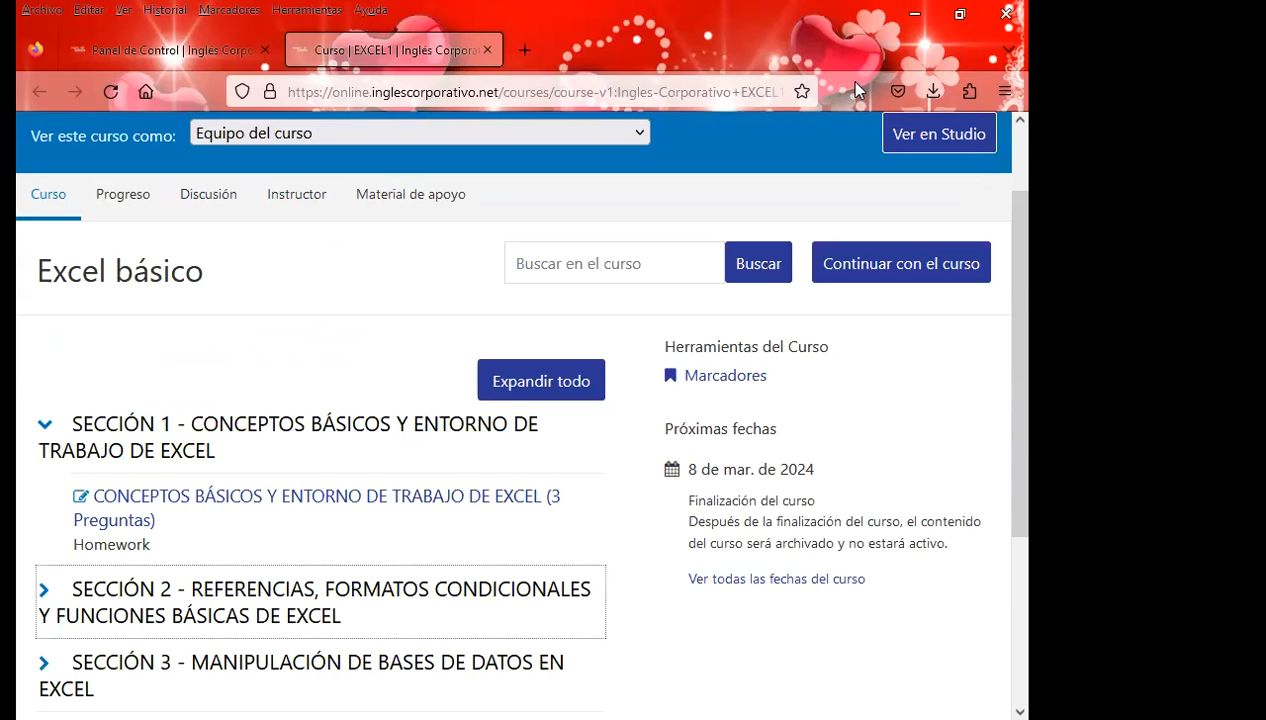 Archivo Editar Ver Historial Marcadores Herramientas Ayuda
Panel de Control | Ingles Corpo
Curso | EXCEL1 | Inglés Corpora
https://online.inglescorporativo.net/courses/course-v1:Ingles-Corporativo+EXCEL1
Ver este curso como:
Equipo del curso
Ver en Studio
Curso
Progreso
Discusión
Instructor
Material de apoyo
Excel básico
Buscar en el curso
Buscar
Continuar con el curso
Expandir todo
SECCIÓN 1 - CONCEPTOS BÁSICOS Y ENTORNO DE
TRABAJO DE EXCEL
CONCEPTOS BÁSICOS Y ENTORNO DE TRABAJO DE EXCEL (3
Preguntas)
Homework
SECCIÓN 2 - REFERENCIAS, FORMATOS CONDICIONALES
Y FUNCIONES BÁSICAS DE EXCEL
SECCIÓN 3 - MANIPULACIÓN DE BASES DE DATOS EN
EXCEL
Herramientas del Curso
Marcadores
Próximas fechas
8 de mar. de 2024
Finalización del curso
Después de la finalización del curso, el contenido
del curso será archivado y no estará activo.
Ver todas las fechas del curso